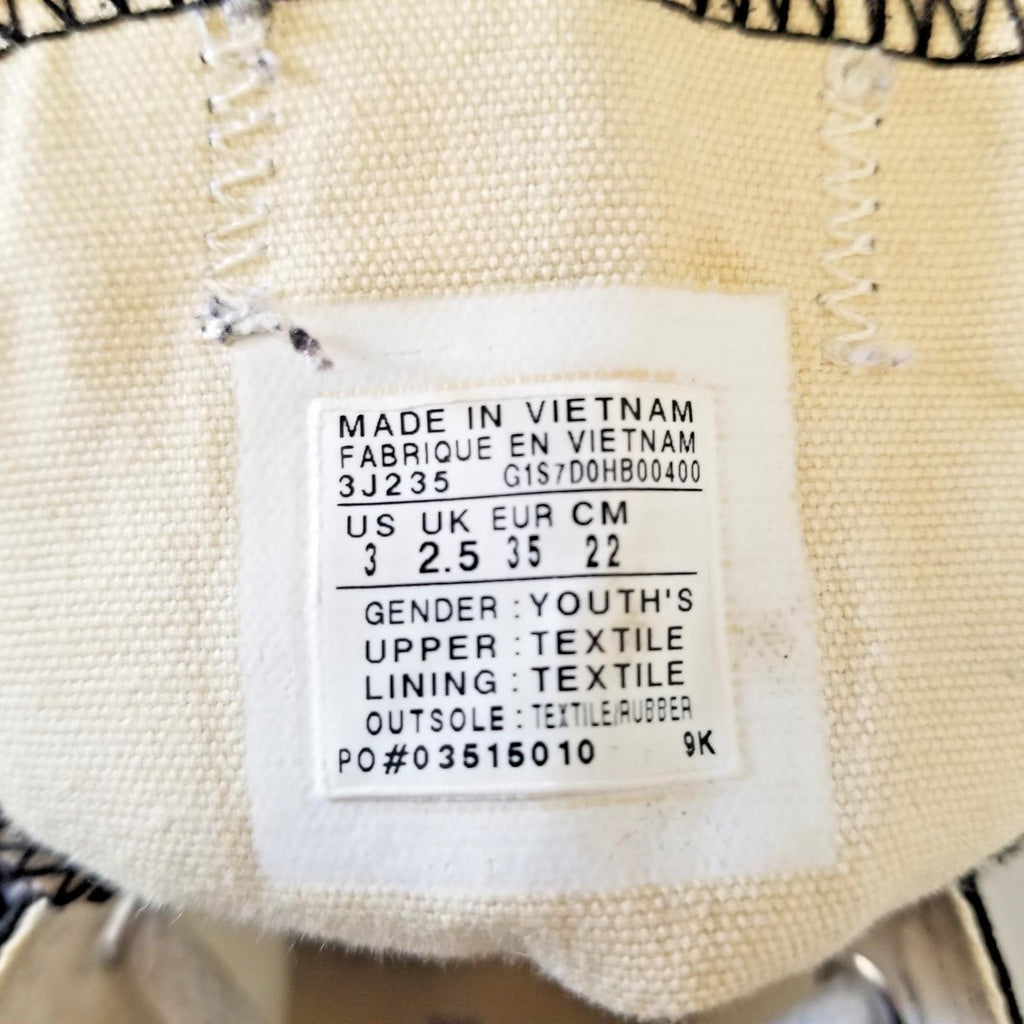 MADE IN VIETNAM
FABRIQUE EN VIETNAM
3J235 G1S7D0HB00400
US UK EUR CM
3 2.5 35 22
GENDER : YOUTH'S
UPPER : TEXTILE
LINING : TEXTILE
OUTSOLE : TEXTILE/RUBBER
PO#03515010 9K